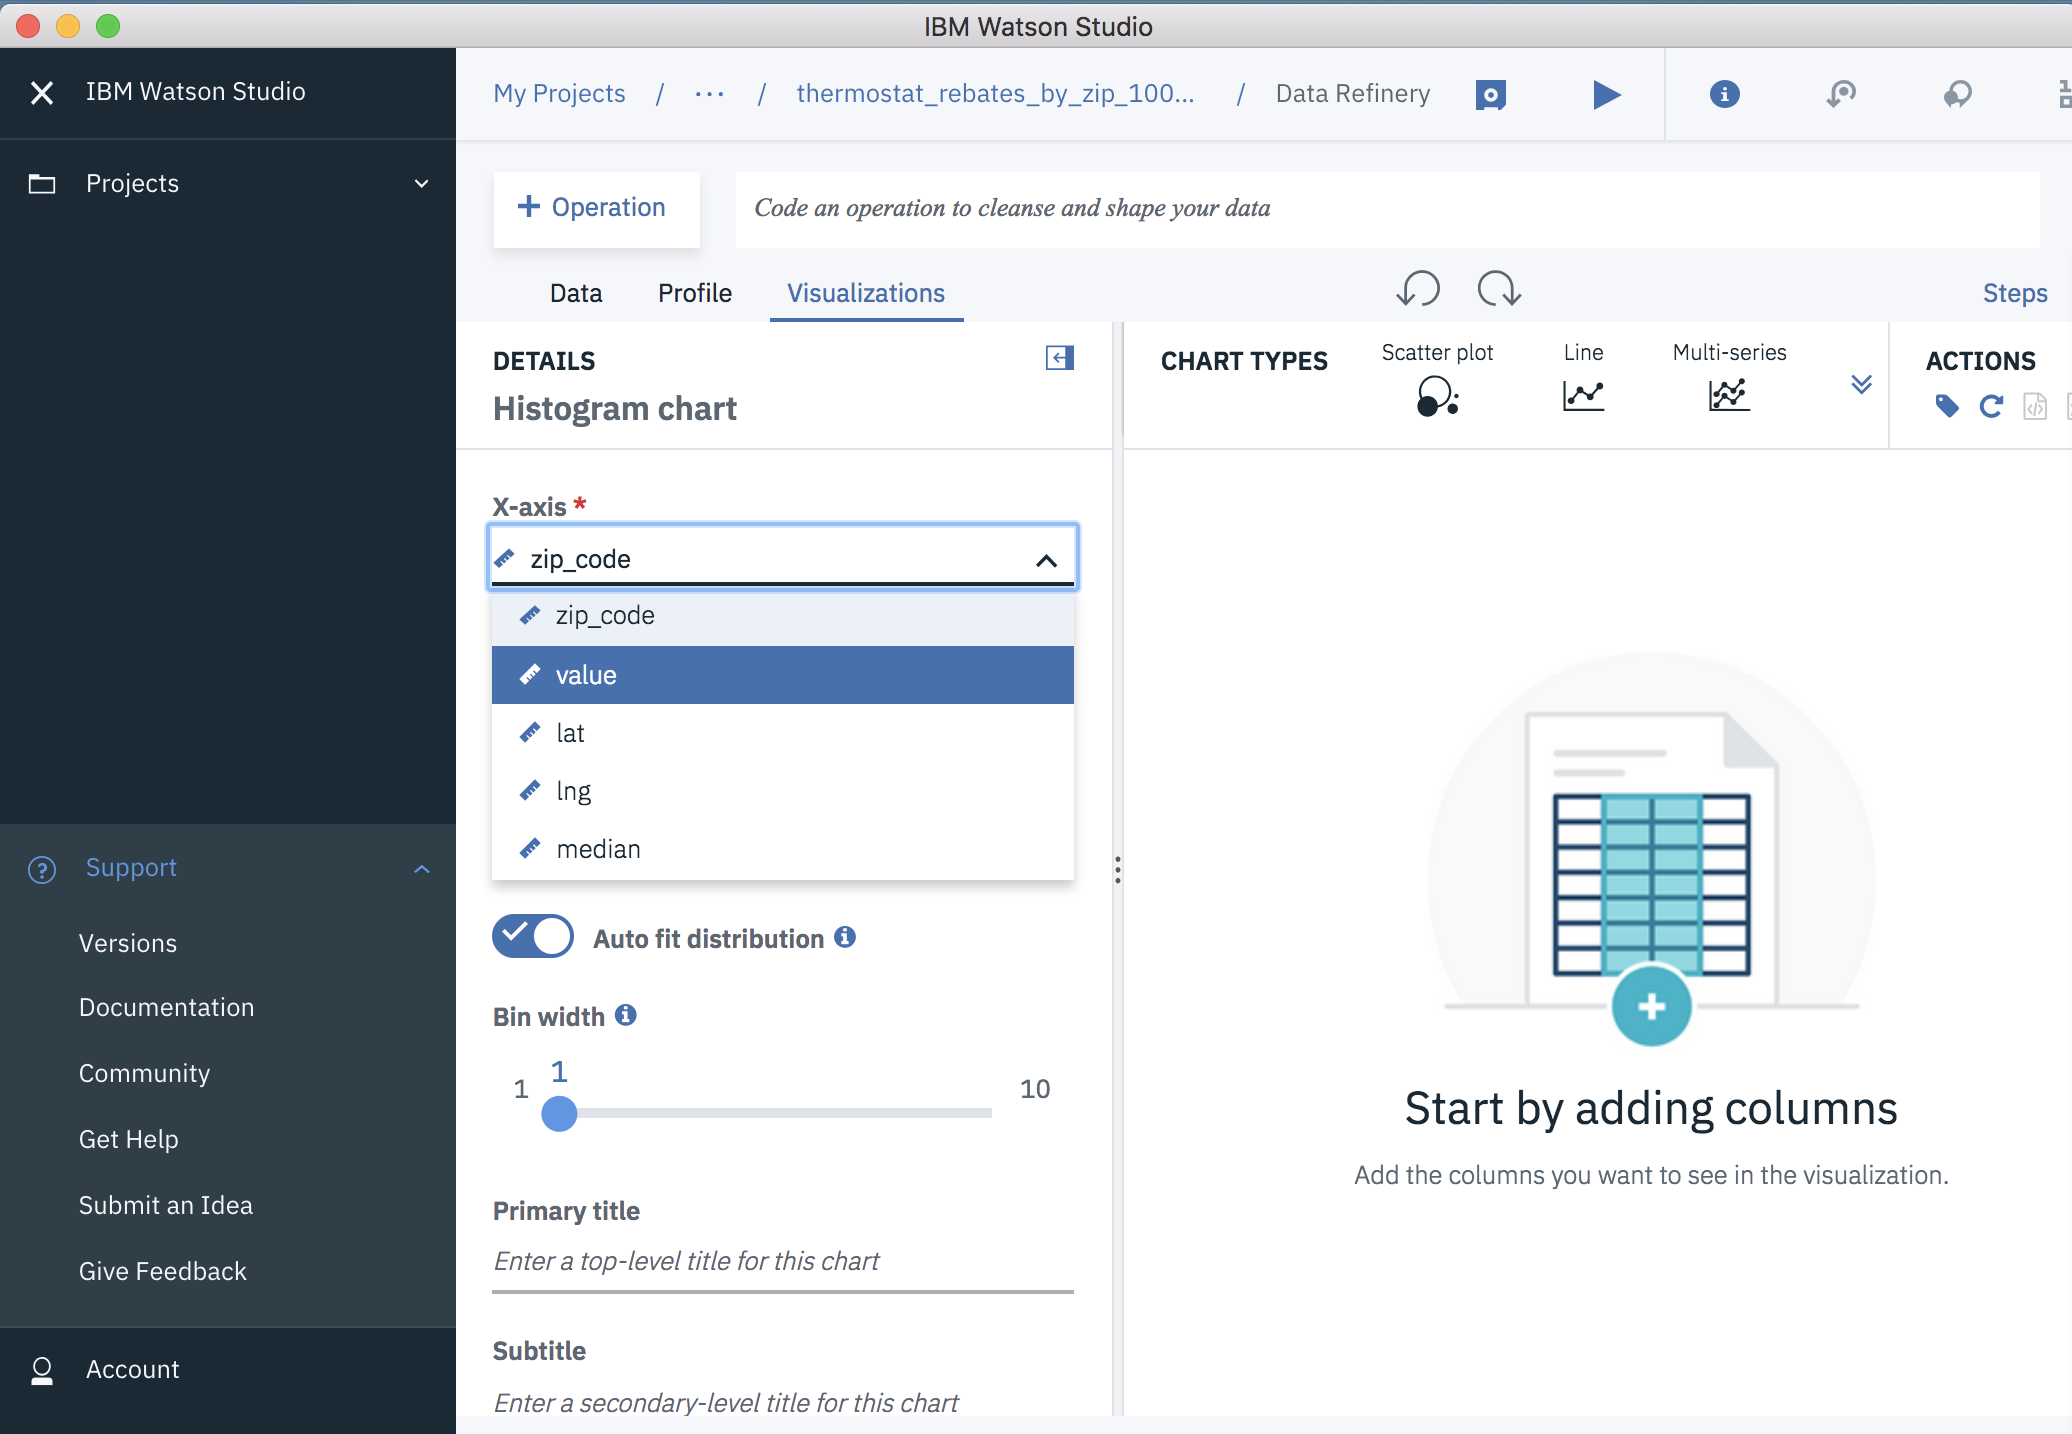 IBM Watson Studio
IBM Watson Studio
Projects
Support
Versions
Documentation
Community
Get Help
Submit an Idea
Give Feedback
Account
My Projects / ... / thermostat_rebates_by_zip_100... / Data Refinery
+ Operation
Code an operation to cleanse and shape your data
Data Profile Visualizations
Steps
DETAILS
Histogram chart
X-axis *
zip_code
zip_code
value
lat
lng
median
Auto fit distribution
Bin width
1
1
10
Primary title
Enter a top-level title for this chart
Subtitle
Enter a secondary-level title for this chart
CHART TYPES
Scatter plot
Line
Multi-series
ACTIONS
Start by adding columns
Add the columns you want to see in the visualization.